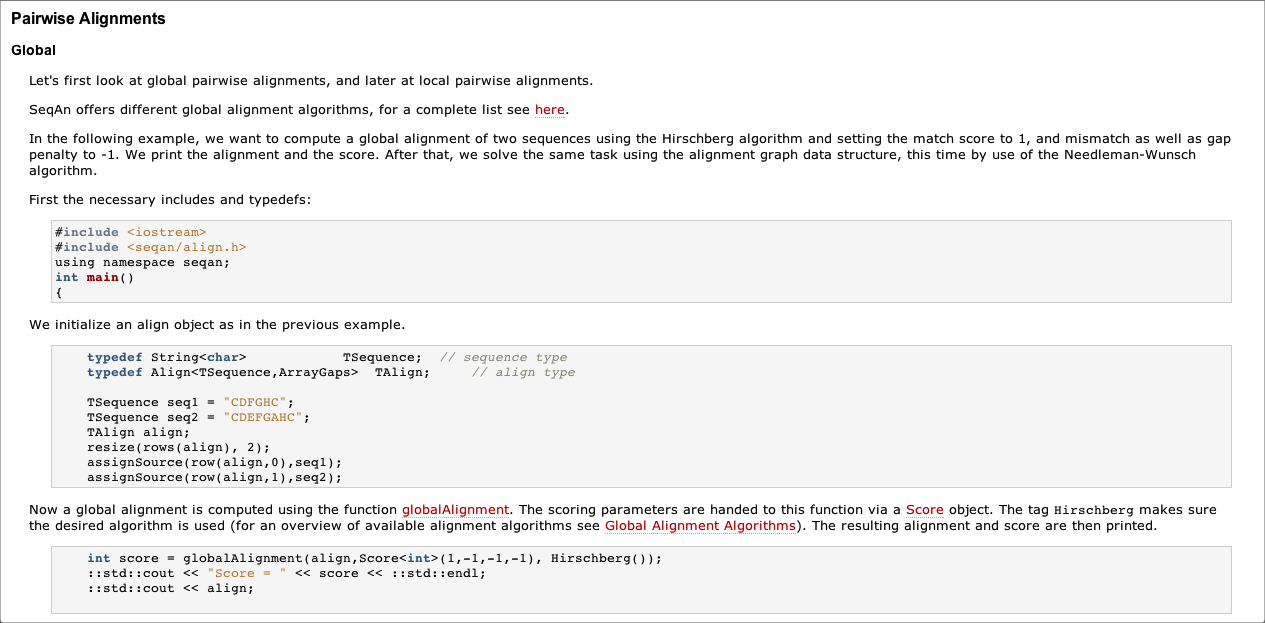 Pairwise Alignments
Global
Let's first look at global pairwise alignments, and later at local pairwise alignments.
SeqAn offers different global alignment algorithms, for a complete list see here.
In the following example, we want to compute a global alignment of two sequences using the Hirschberg algorithm and setting the match score to 1, and mismatch as well as gap
penalty to -1. We print the alignment and the score. After that, we solve the same task using the alignment graph data structure, this time by use of the Needleman-Wunsch
algorithm.
First the necessary includes and typedefs:
#include <iostream>
#include <seqan/align.h>
using namespace seqan;
int main()
{
We initialize an align object as in the previous example.
typedef String<char>            TSequence;  // sequence type
typedef Align<TSequence,ArrayGaps>  TAlign;     // align type
TSequence seq1 = "CDFGHC";
TSequence seq2 = "CDEFGAHC";
TAlign align;
resize(rows(align), 2);
assignSource(row(align,0),seq1);
assignSource(row(align,1),seq2);
Now a global alignment is computed using the function globalAlignment. The scoring parameters are handed to this function via a Score object. The tag Hirschberg makes sure
the desired algorithm is used (for an overview of available alignment algorithms see Global Alignment Algorithms). The resulting alignment and score are then printed.
int score = globalAlignment(align,Score<int>(1,-1,-1,-1), Hirschberg());
::std::cout << "Score = " << score << ::std::endl;
::std::cout << align;